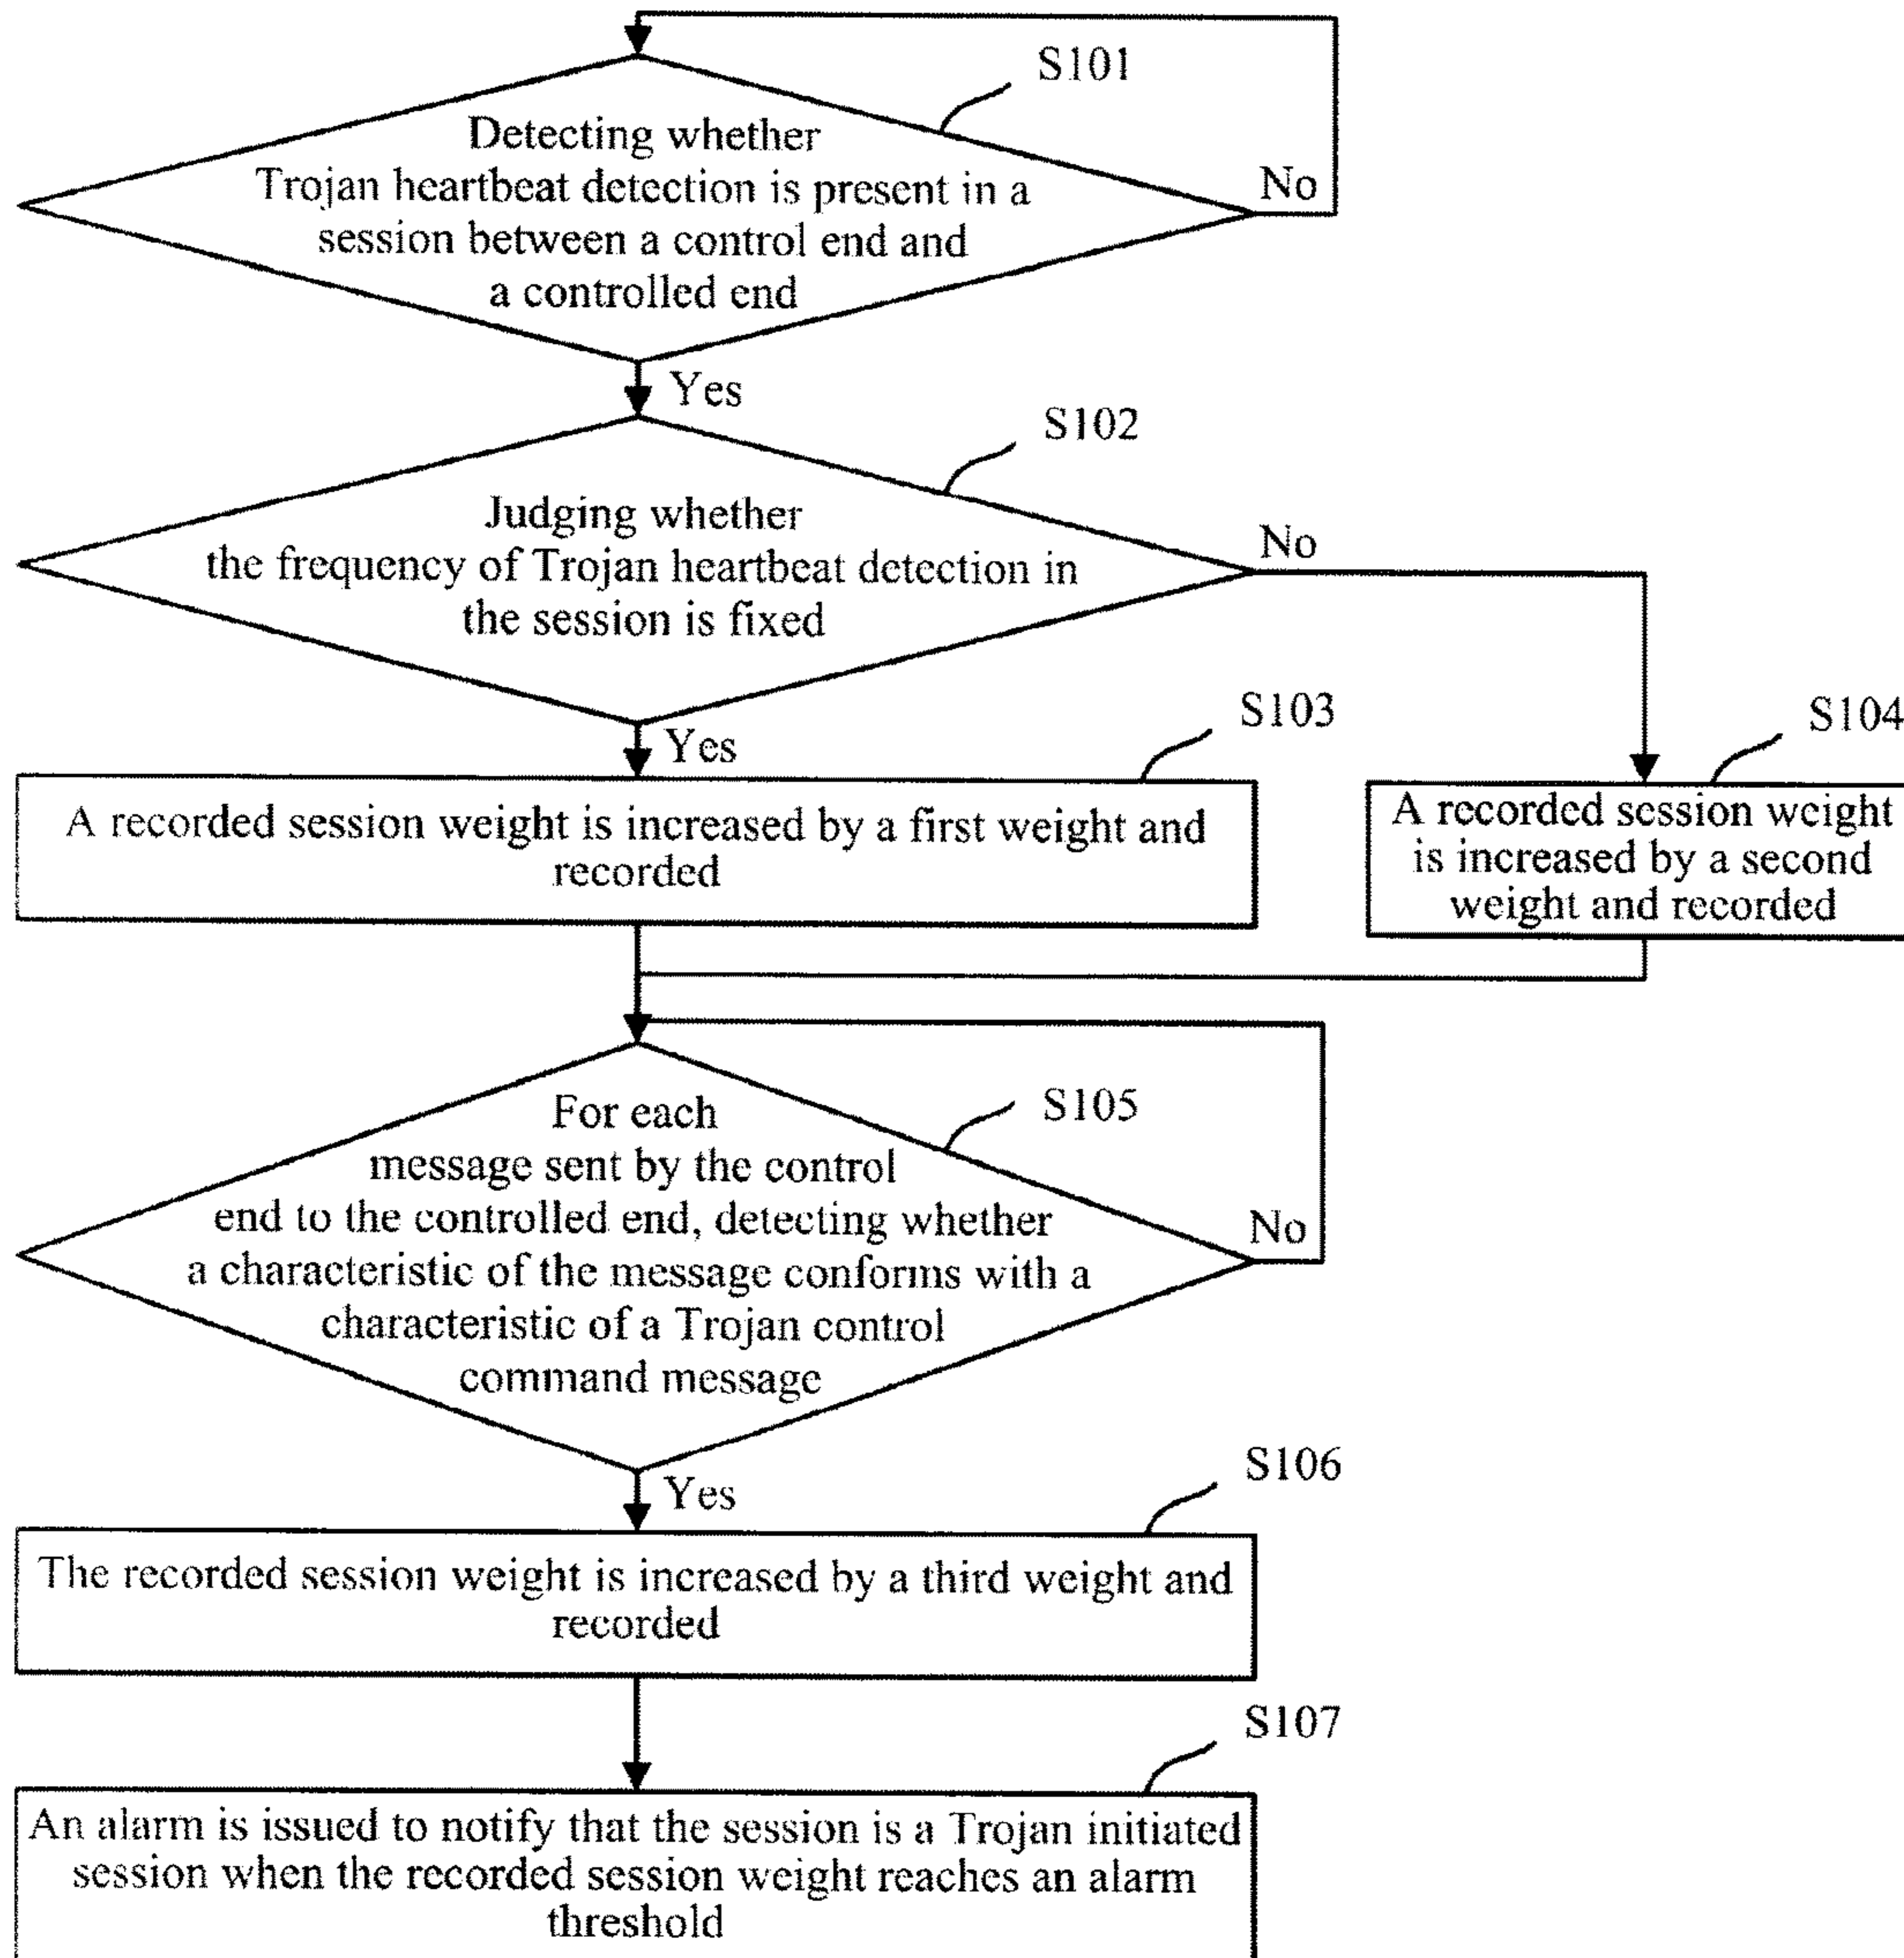 S101
Detecting whether
Trojan heartbeat detection is present in a
session between a control end and
a controlled end
No
Yes
S102
Judging whether
the frequency of Trojan heartbeat detection in
the session is fixed
No
Yes
S103
A recorded session weight is increased by a first weight and
recorded
S104
A recorded session weight
is increased by a second
weight and recorded
S105
For each
message sent by the control
end to the controlled end, detecting whether
a characteristic of the message conforms with a
characteristic of a Trojan control
command message
No
Yes
S106
The recorded session weight is increased by a third weight and
recorded
S107
An alarm is issued to notify that the session is a Trojan initiated
session when the recorded session weight reaches an alarm
threshold